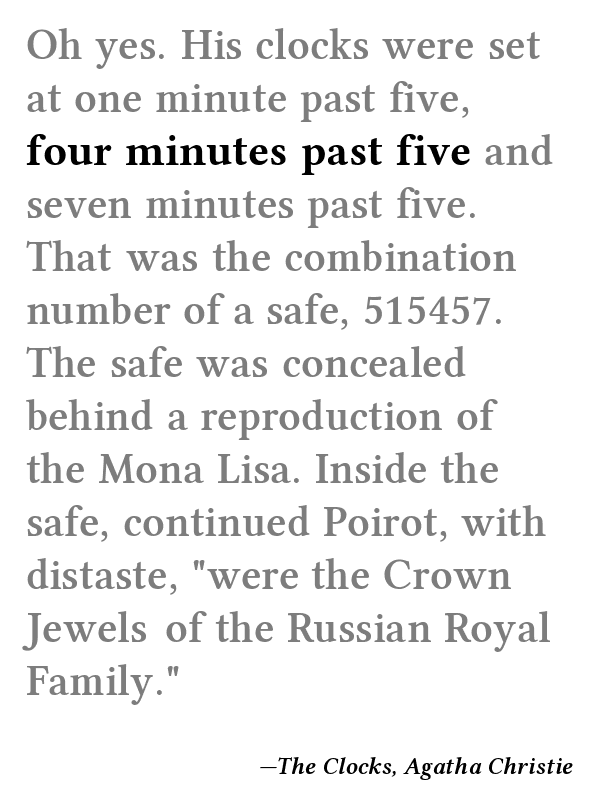 Oh yes. His clocks were set
at one minute past five,
four minutes past five and
seven minutes past five.
That was the combination
number of a safe, 515457.
The safe was concealed
behind a reproduction of
the Mona Lisa. Inside the
safe, continued Poirot, with
distaste, "were the Crown
Jewels of the Russian Royal
Family."
—The Clocks, Agatha Christie